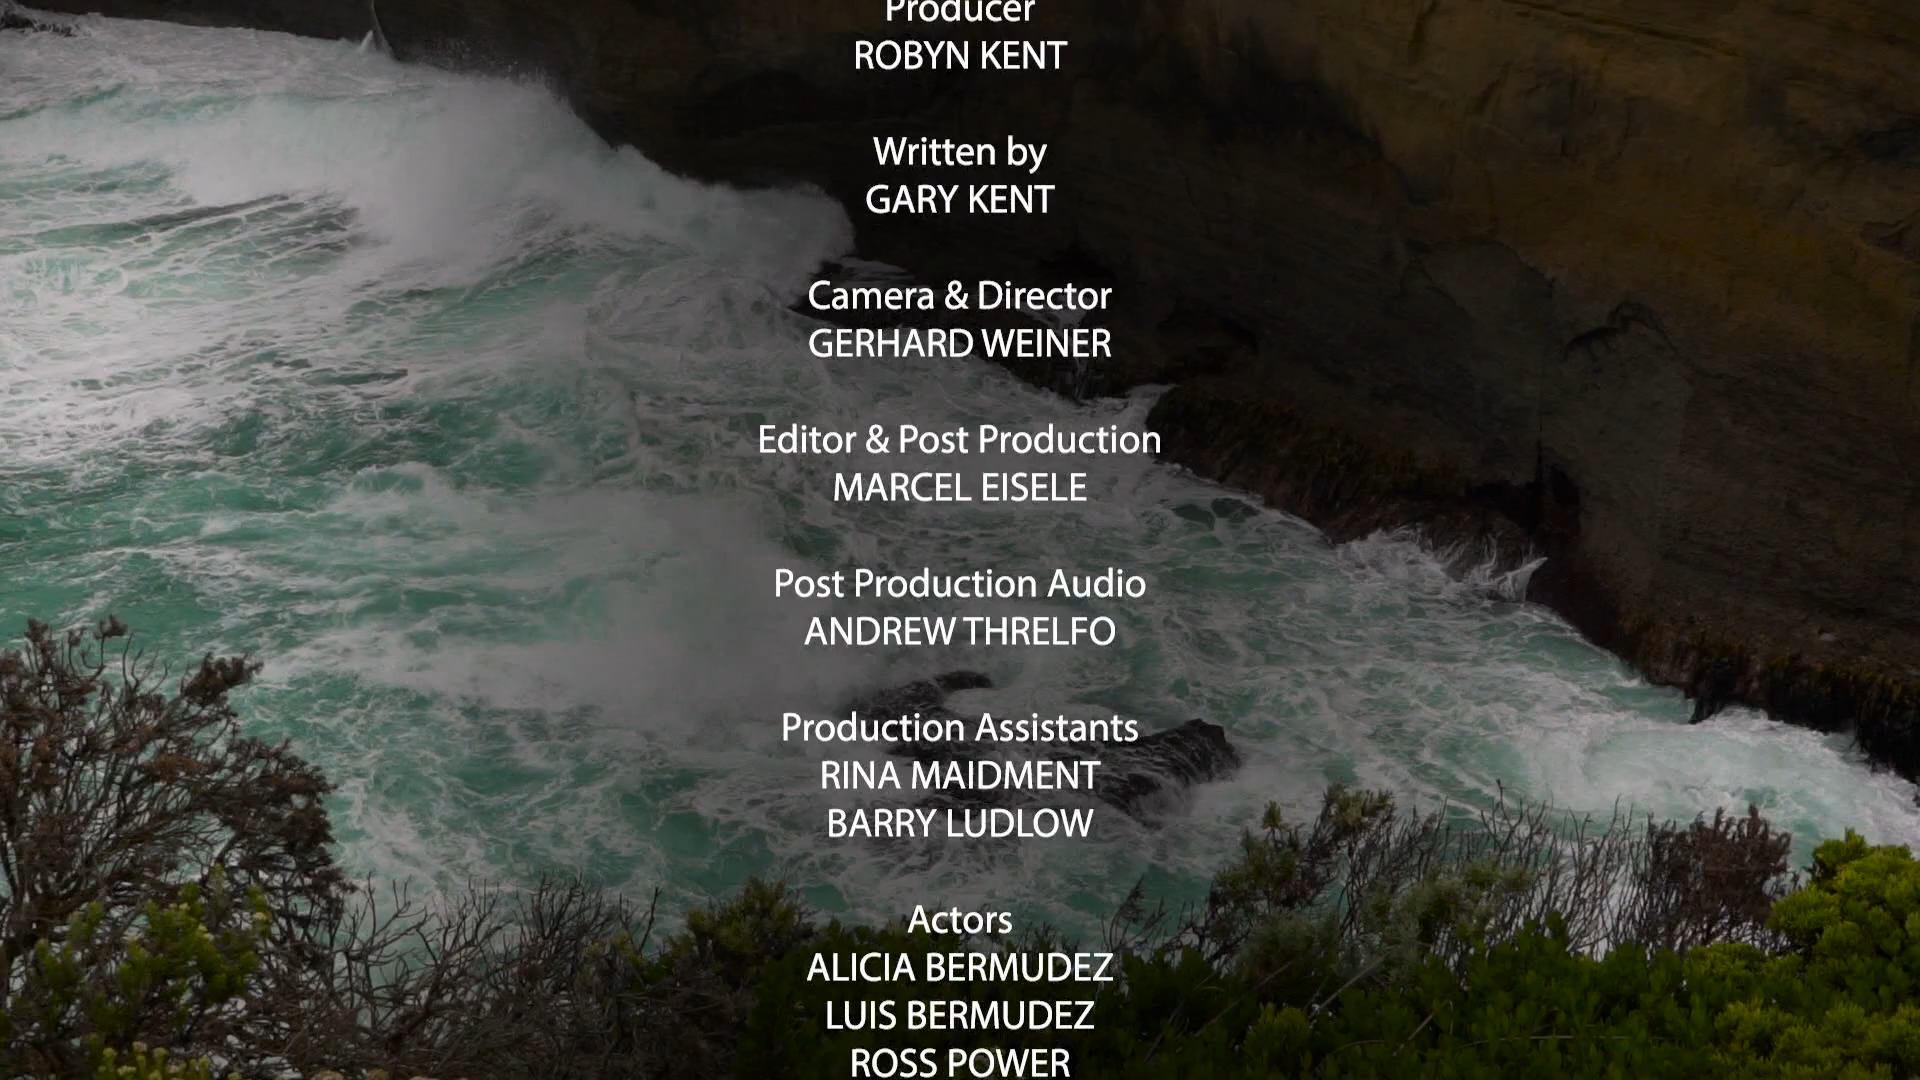 Producer
ROBYN KENT
Written by
GARY KENT
Camera & Director
GERHARD WEINER
Editor & Post Production
MARCEL EISELE
Post Production Audio
ANDREW THRELFO
Production Assistants
RINA MAIDMENT
BARRY LUDLOW
Actors
ALICIA BERMUDEZ
LUIS BERMUDEZ
ROSS POWER